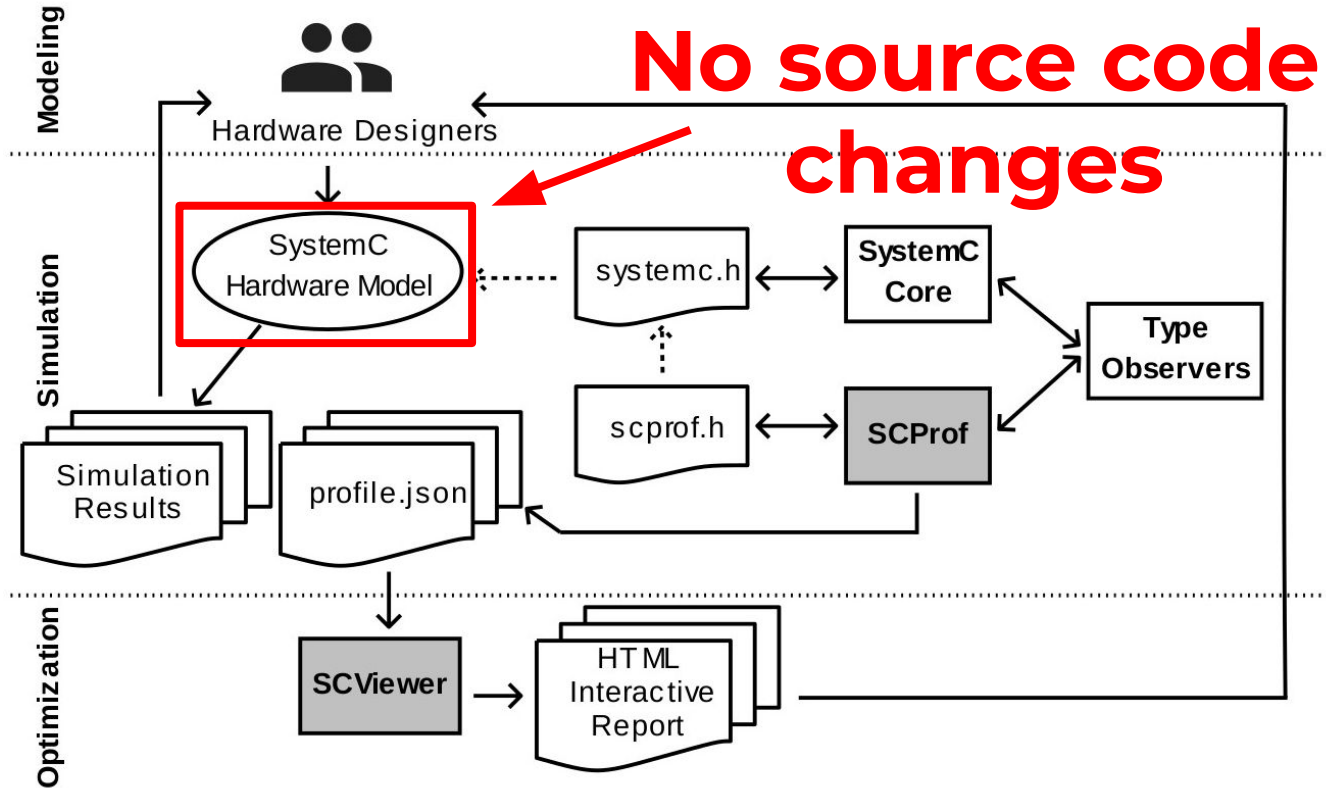 Modeling
Hardware Designers
No source code
changes
Simulation
SystemC
Hardware Model
systemc.h
SystemC
Core
Type
Observers
scprof.h
SCProf
Simulation
Results
profile.json
Optimization
SCViewer
HTML
Interactive
Report